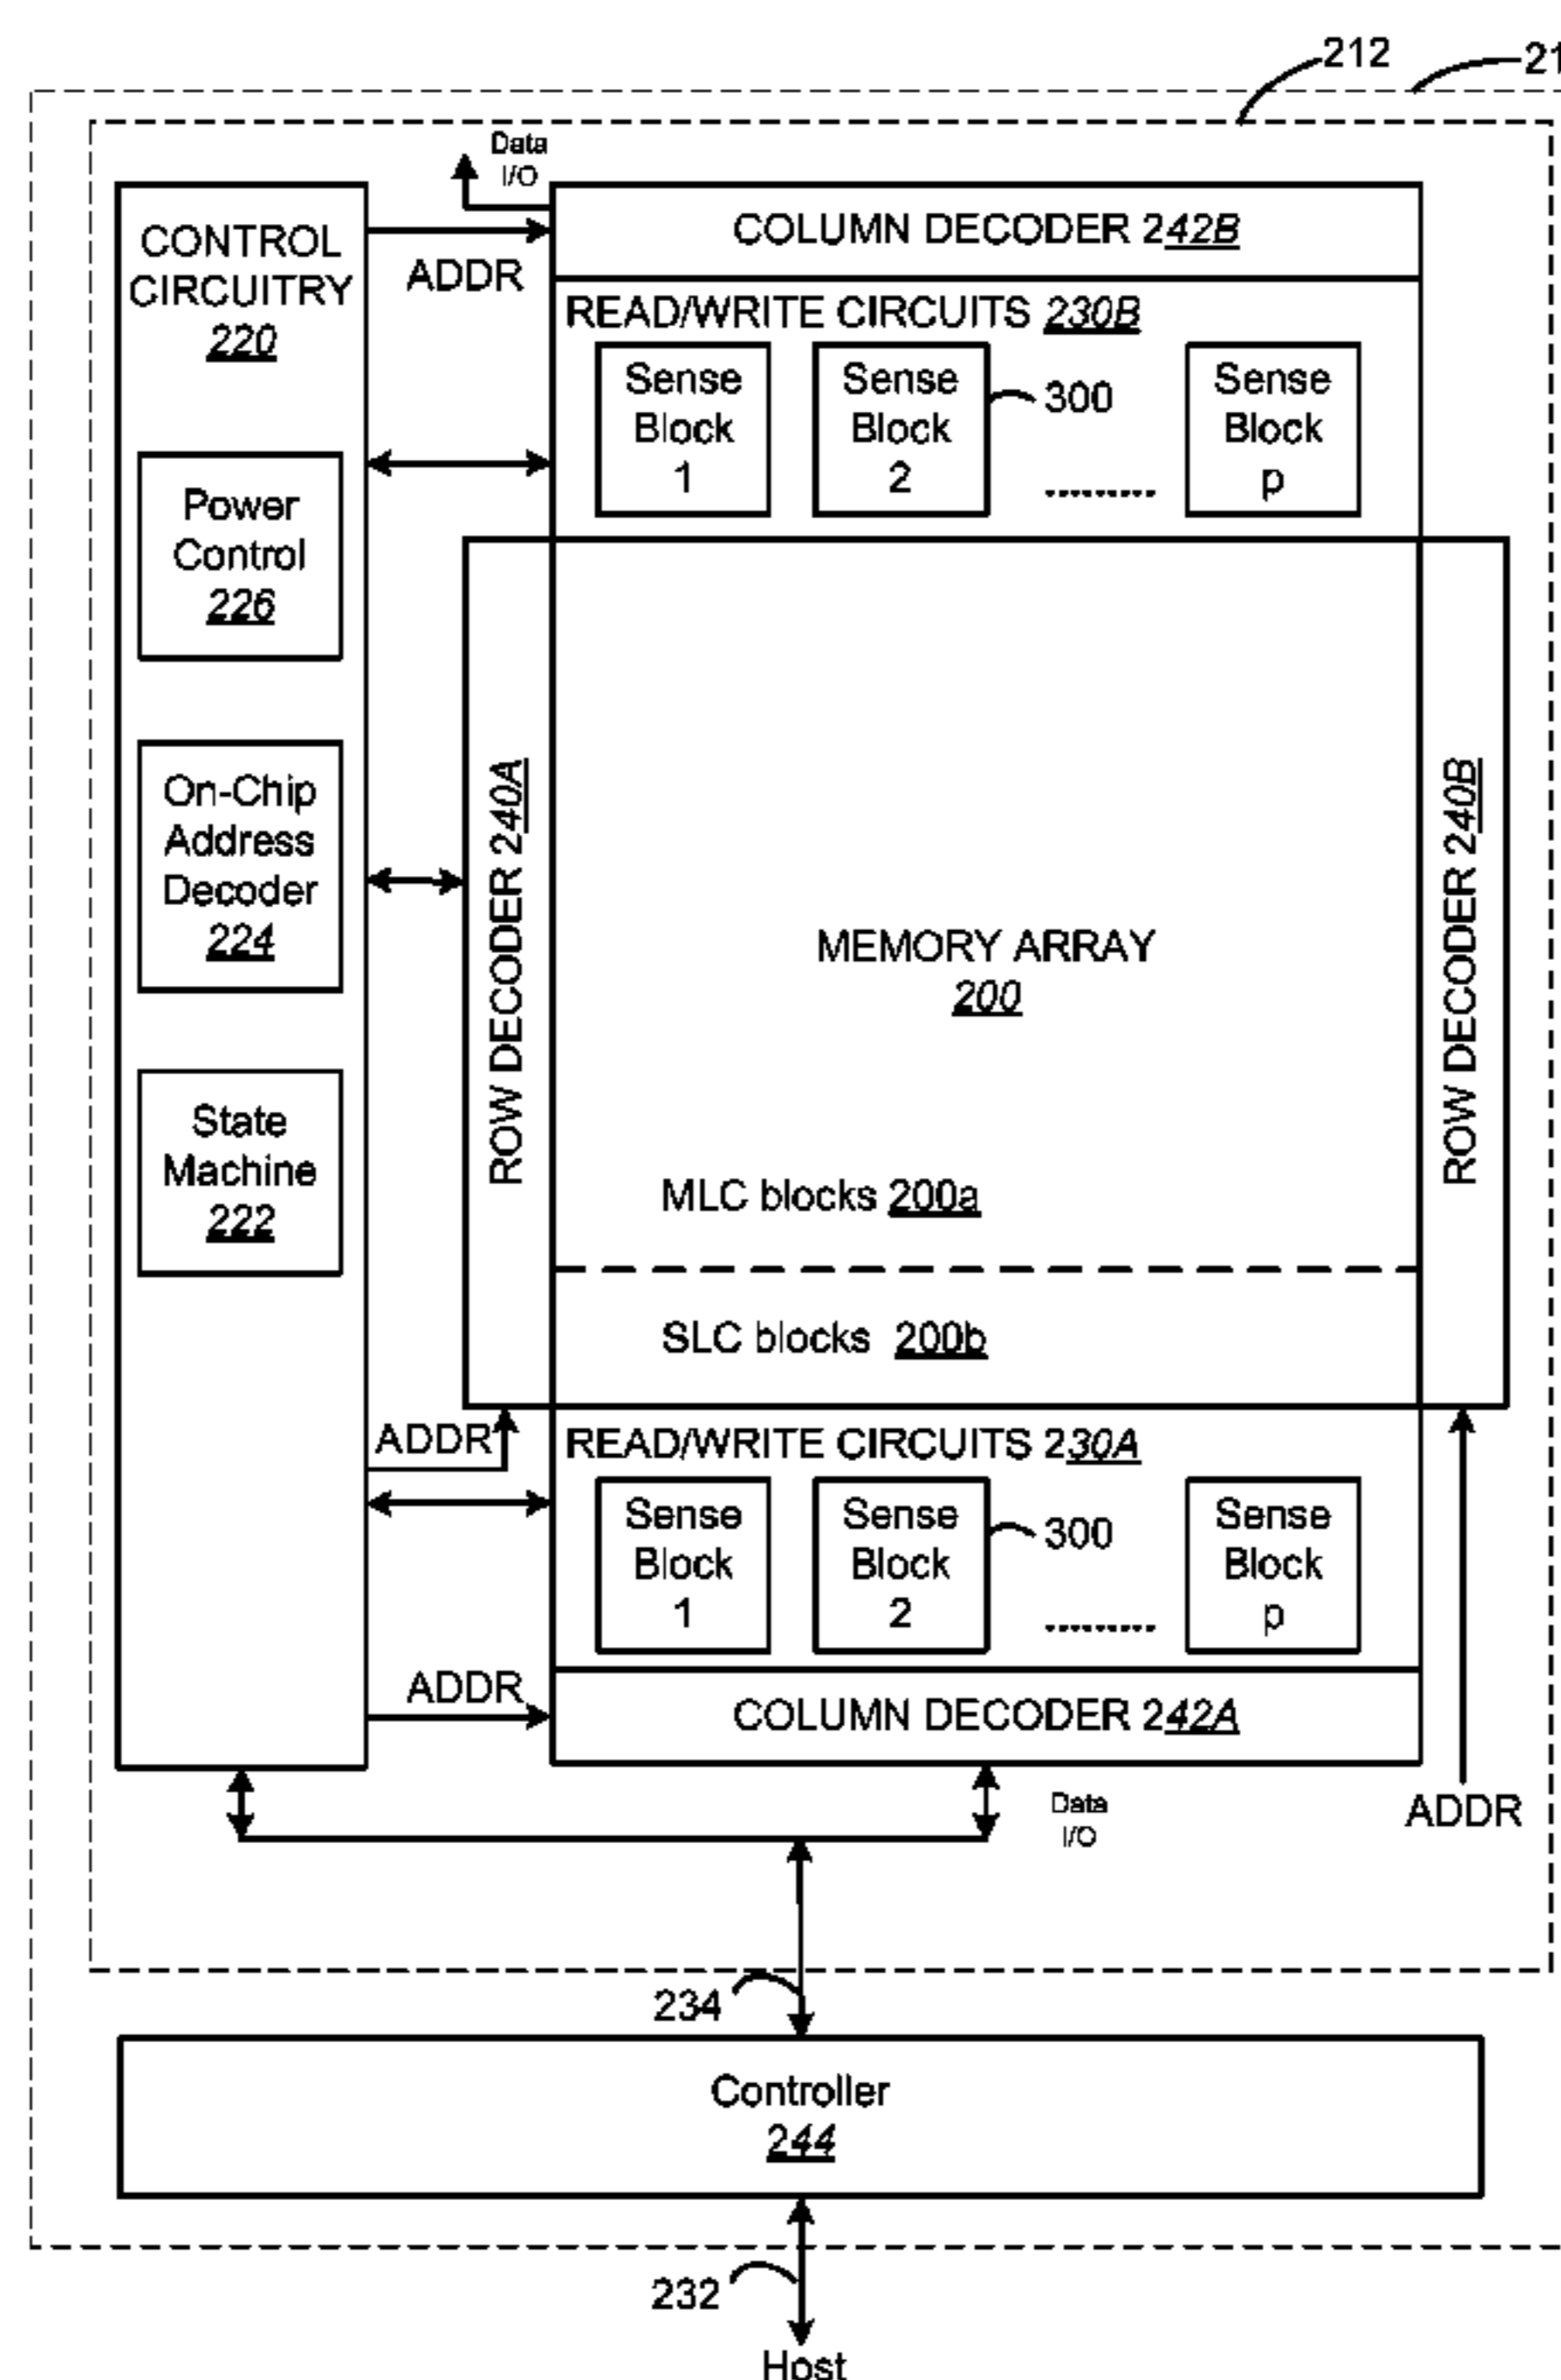 212
21
Data
I/O
CONTROL
CIRCUITRY
220
ADDR
COLUMN DECODER 242B
READ/WRITE CIRCUITS 230B
Sense
Block
1
Sense
Block
2
300
.........
Sense
Block
p
Power
Control
226
On-Chip
Address
Decoder
224
State
Machine
222
ROW DECODER 240A
MEMORY ARRAY
200
MLC blocks 200a
SLC blocks 200b
ROW DECODER 240B
ADDR
READ/WRITE CIRCUITS 230A
Sense
Block
1
Sense
Block
2
300
.........
Sense
Block
p
ADDR
COLUMN DECODER 242A
Data
I/O
ADDR
234
Controller
244
232
Host